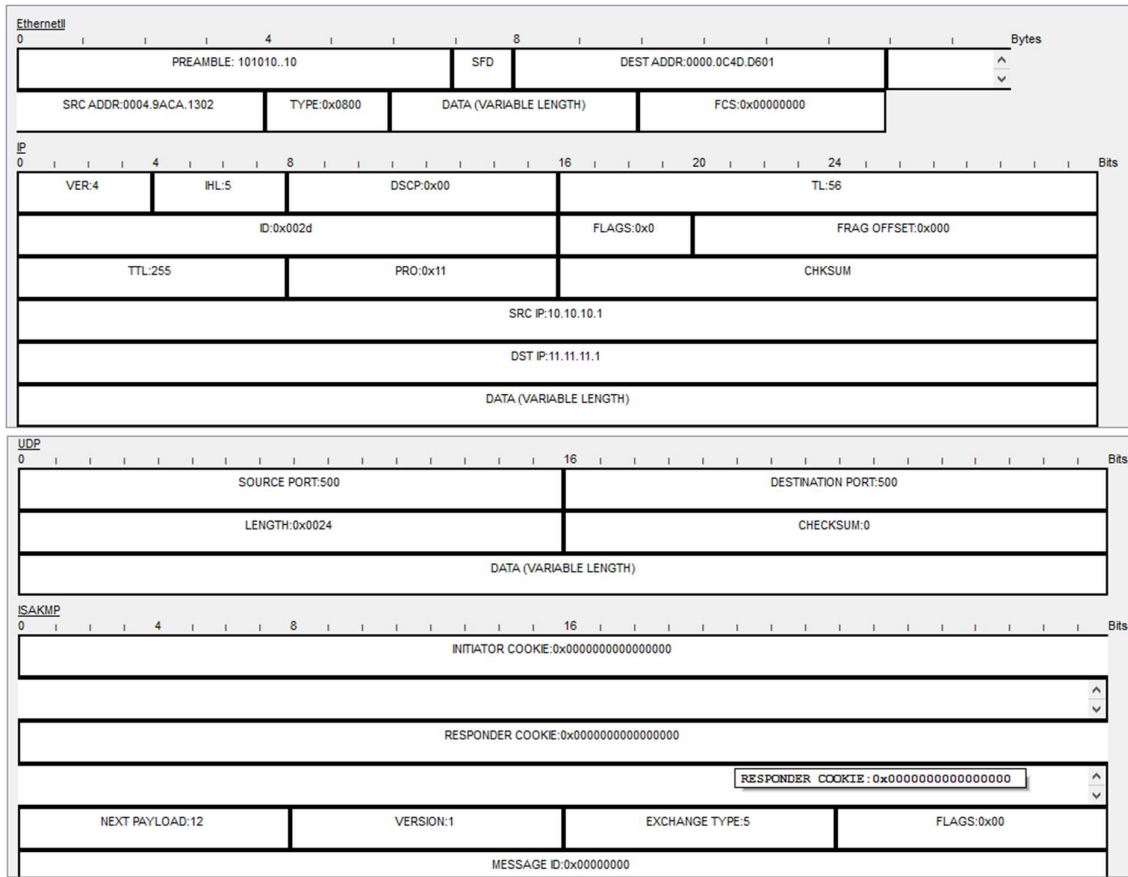 EthernetII
0 4 8 Bytes
PREAMBLE: 101010..10 SFD DEST ADDR:0000.0C4D.D601
SRC ADDR:0004.9ACA.1302 TYPE:0x0800 DATA (VARIABLE LENGTH) FCS:0x00000000
IP
0 4 8 16 20 24 Bits
VER:4 IHL:5 DSCP:0x00 TL:56
ID:0x002d FLAGS:0x0 FRAG OFFSET:0x000
TTL:255 PRO:0x11 CHKSUM
SRC IP:10.10.10.1
DST IP:11.11.11.1
DATA (VARIABLE LENGTH)
UDP
0 16 Bits
SOURCE PORT:500 DESTINATION PORT:500
LENGTH:0x0024 CHECKSUM:0
DATA (VARIABLE LENGTH)
ISAKMP
0 4 8 16 Bits
INITIATOR COOKIE:0x0000000000000000
RESPONDER COOKIE:0x0000000000000000
RESPONDER COOKIE:0x0000000000000000
NEXT PAYLOAD:12 VERSION:1 EXCHANGE TYPE:5 FLAGS:0x00
MESSAGE ID:0x00000000